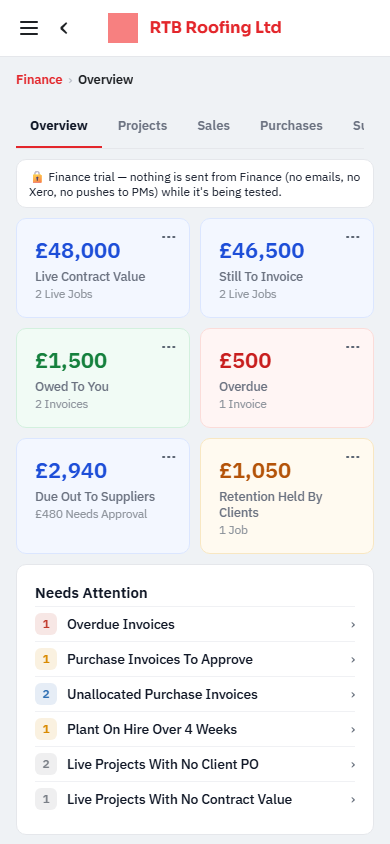 RTB Roofing Ltd
Finance › Overview
Overview Projects Sales Purchases
🔒 Finance trial — nothing is sent from Finance (no emails, no
Xero, no pushes to PMs) while it's being tested.
£48,000
Live Contract Value
2 Live Jobs
£46,500
Still To Invoice
2 Live Jobs
£1,500
Owed To You
2 Invoices
£500
Overdue
1 Invoice
£2,940
Due Out To Suppliers
£480 Needs Approval
£1,050
Retention Held By
Clients
1 Job
Needs Attention
1 Overdue Invoices ›
1 Purchase Invoices To Approve ›
2 Unallocated Purchase Invoices ›
1 Plant On Hire Over 4 Weeks ›
2 Live Projects With No Client PO ›
1 Live Projects With No Contract Value ›